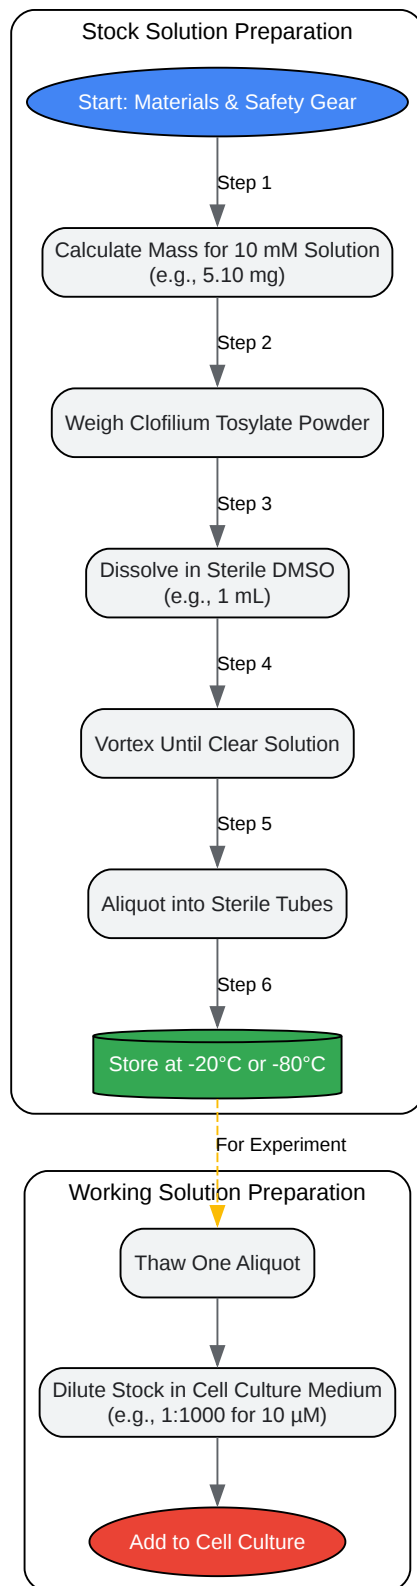 Stock Solution Preparation
Start: Materials & Safety Gear
Step 1
Calculate Mass for 10 mM Solution
(e.g., 5.10 mg)
Step 2
Weigh Clofilium Tosylate Powder
Step 3
Dissolve in Sterile DMSO
(e.g., 1 mL)
Step 4
Vortex Until Clear Solution
Step 5
Aliquot into Sterile Tubes
Step 6
Store at -20°C or -80°C
For Experiment
Working Solution Preparation
Thaw One Aliquot
Dilute Stock in Cell Culture Medium
(e.g., 1:1000 for 10 µM)
Add to Cell Culture